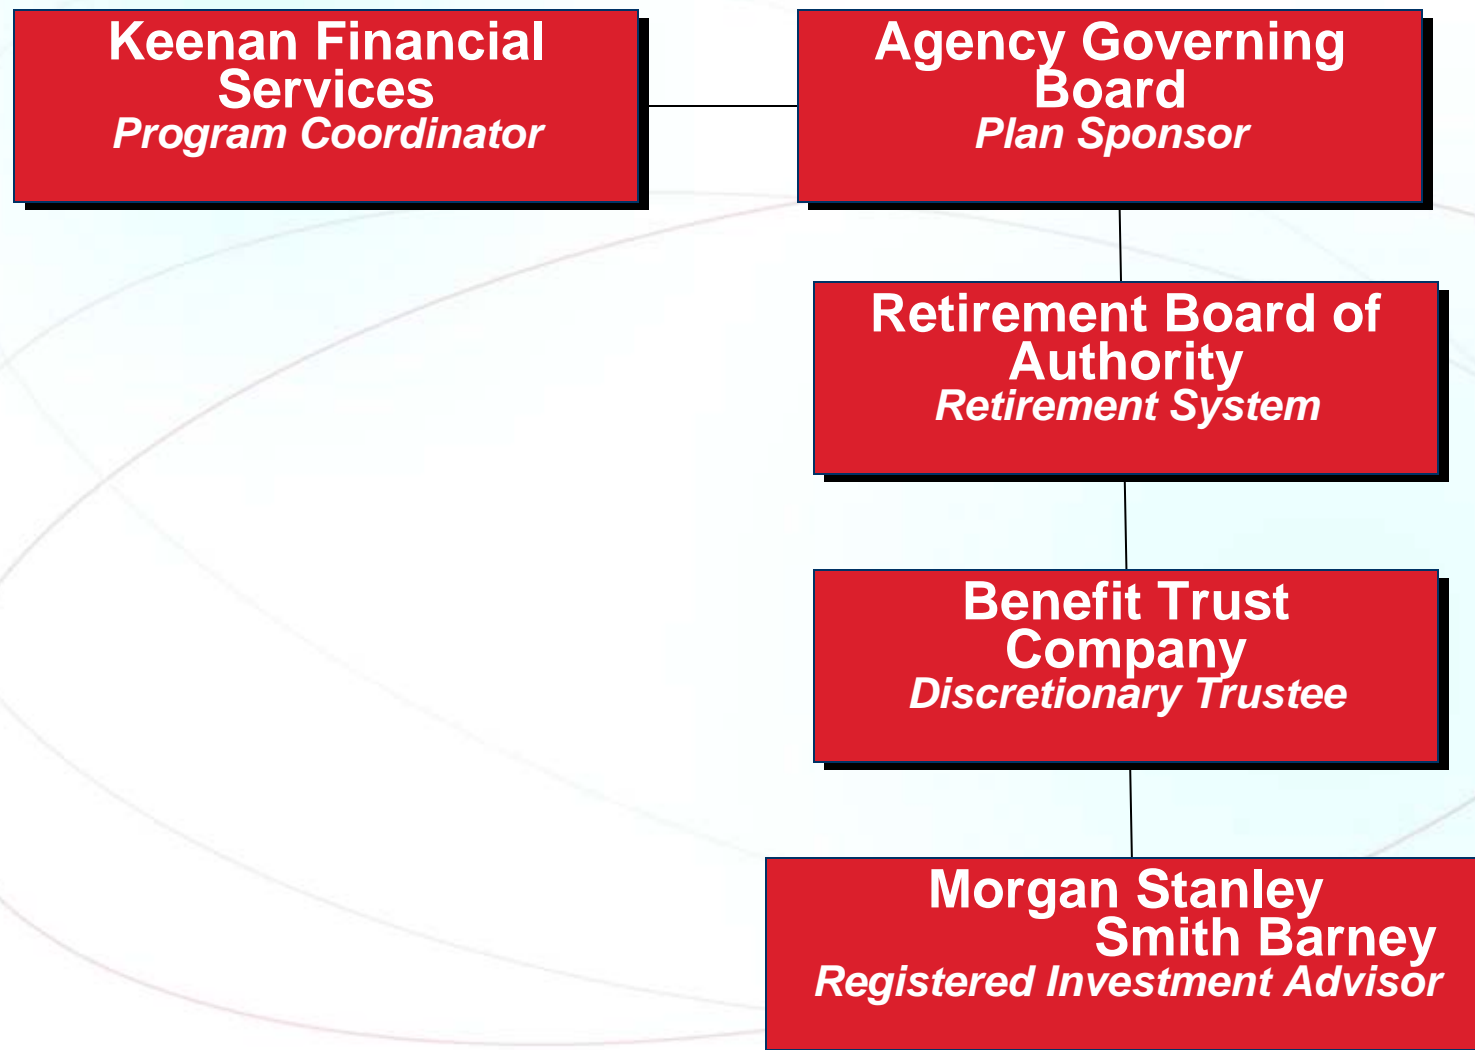 Keenan Financial
Services
Program Coordinator
Agency Governing
Board
Plan Sponsor
Retirement Board of
Authority
Retirement System
Benefit Trust
Company
Discretionary Trustee
Morgan Stanley
Smith Barney
Registered Investment Advisor